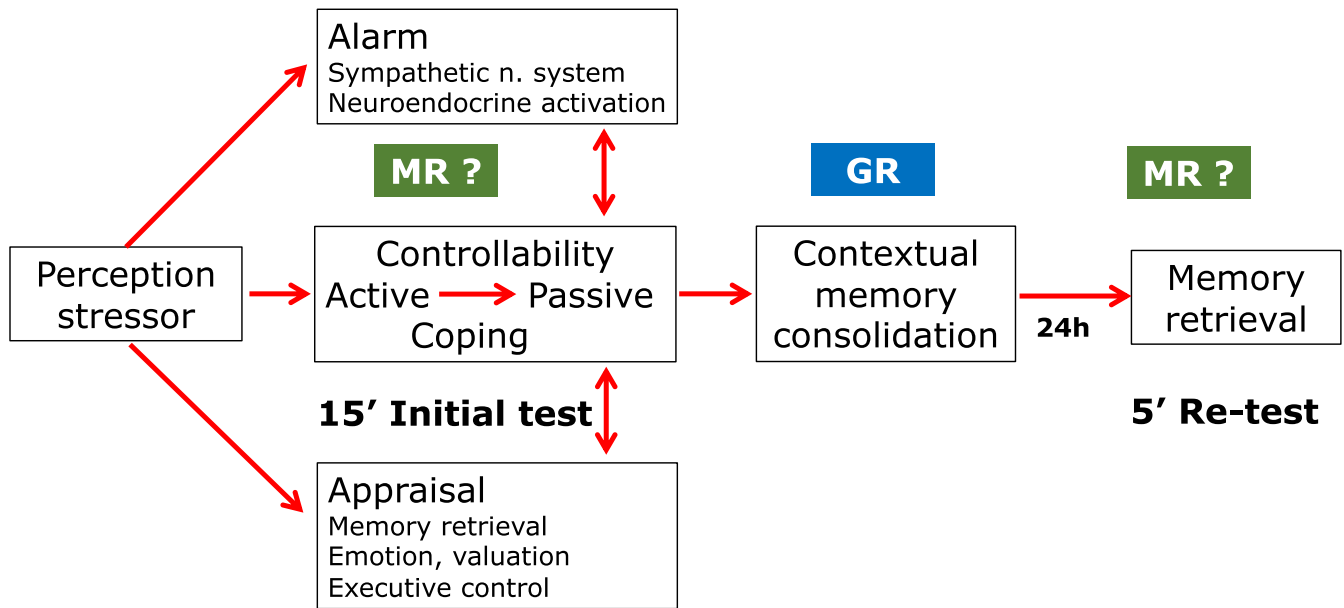 Alarm
Sympathetic n. system
Neuroendocrine activation
MR ?
GR
MR ?
Perception
stressor
Controllability
Active Passive
Coping
Contextual
memory
consolidation
24h
Memory
retrieval
15’ Initial test
5’ Re-test
Appraisal
Memory retrieval
Emotion, valuation
Executive control